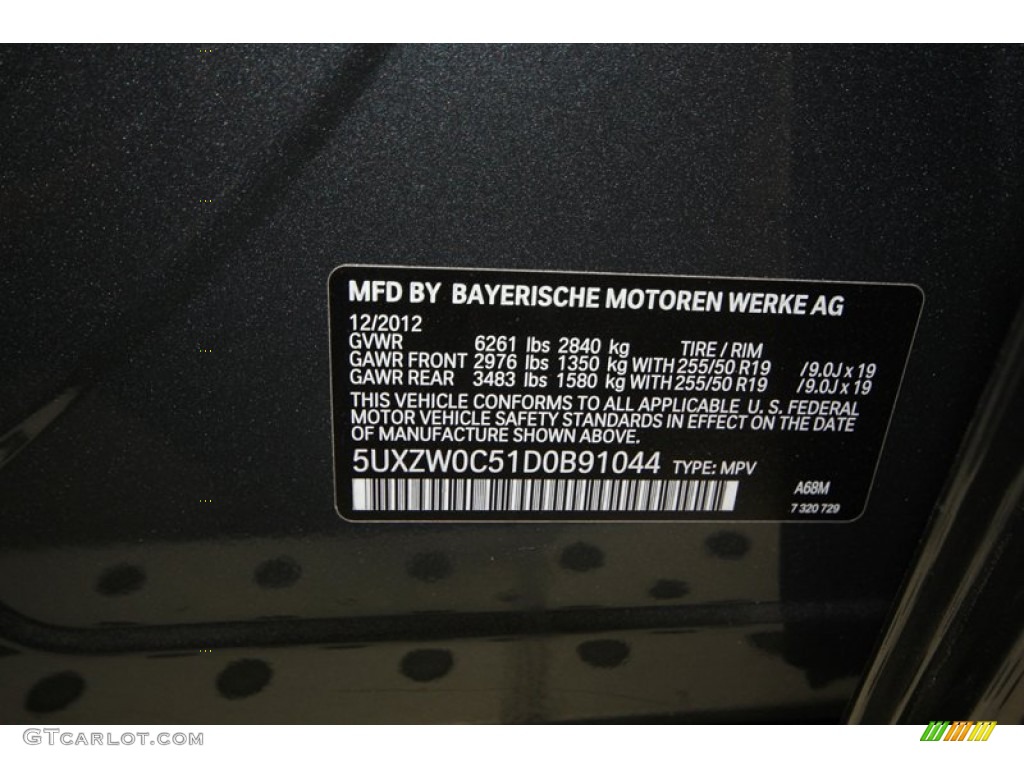 MFD BY BAYERISCHE MOTOREN WERKE AG
12/2012
GVWR 6261 lbs 2840 kg TIRE / RIM
GAWR FRONT 2976 lbs 1350 kg WITH 255/50 R19 /9.0J x 19
GAWR REAR 3483 lbs 1580 kg WITH 255/50 R19 /9.0J x 19
THIS VEHICLE CONFORMS TO ALL APPLICABLE U. S. FEDERAL
MOTOR VEHICLE SAFETY STANDARDS IN EFFECT ON THE DATE
OF MANUFACTURE SHOWN ABOVE.
5UXZW0C51D0B91044 TYPE: MPV
A68M
7 320 729
GTCarlot.com